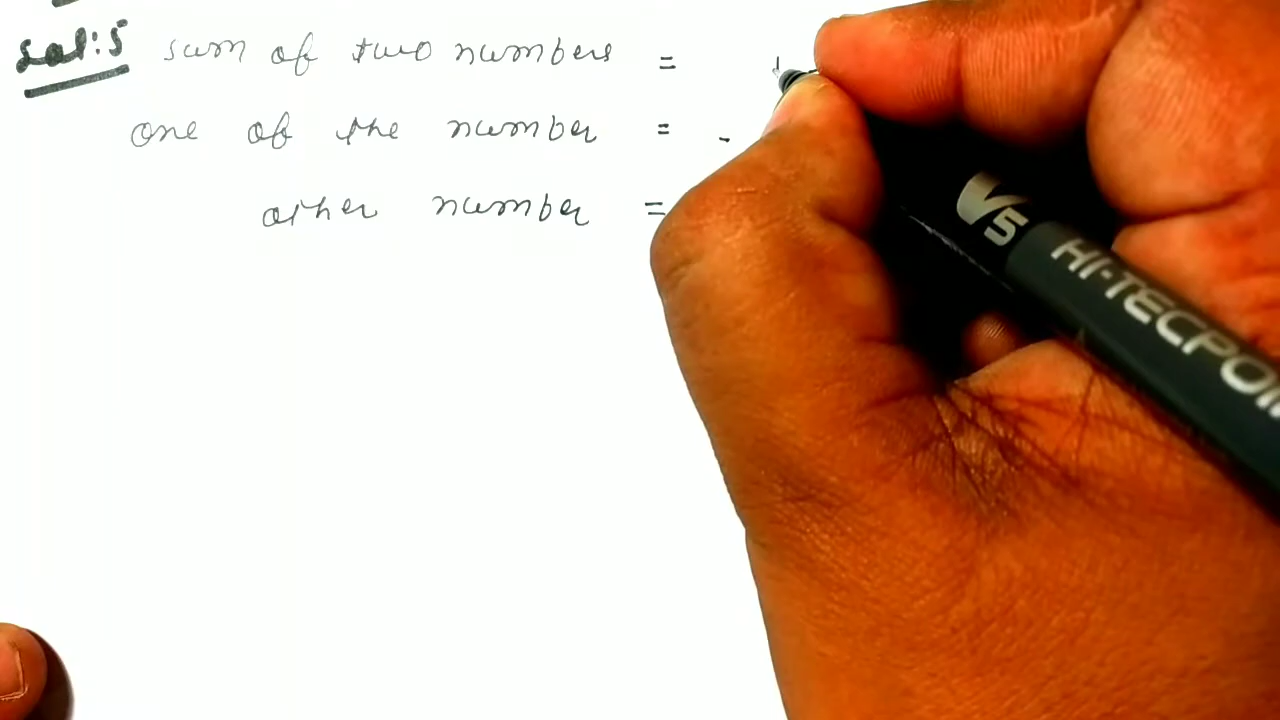 Sol:5 sum of two numbers =
one of the number = -
other number =
V5 HI-TECPOI